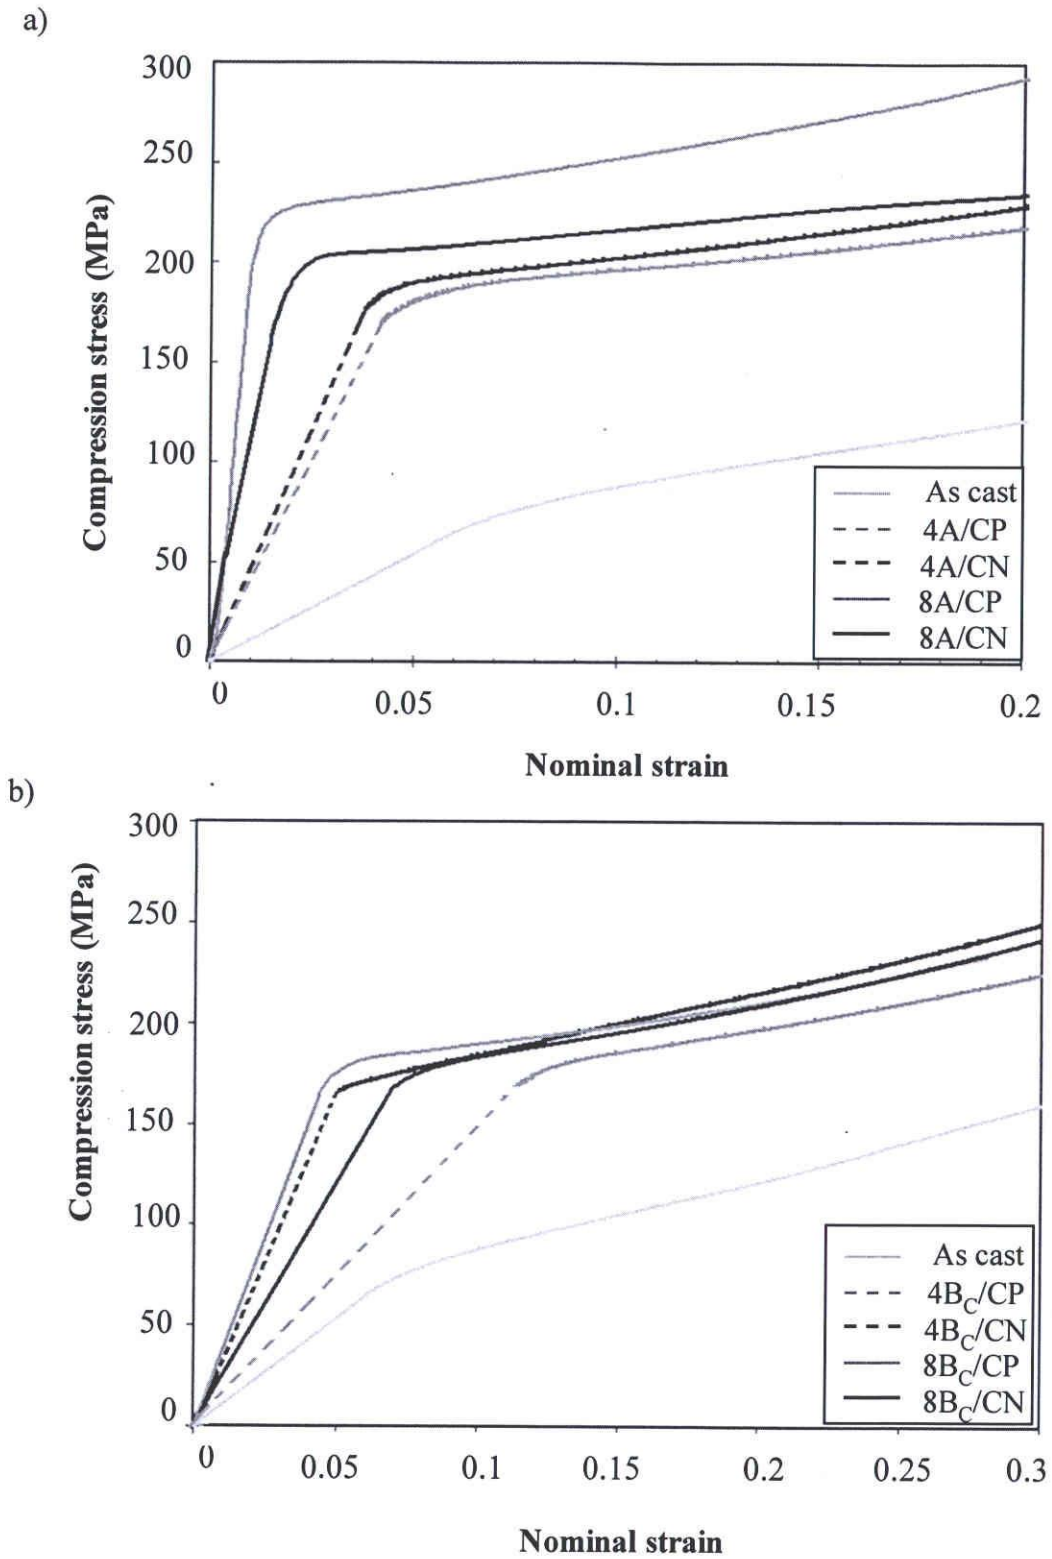 a)
300
250
200
150
100
50
0
Compression stress (MPa)
As cast
4A/CP
4A/CN
8A/CP
8A/CN
0 0.05 0.1 0.15 0.2
Nominal strain
b)
300
250
200
150
100
50
0
Compression stress (MPa)
As cast
4B_C/CP
4B_C/CN
8B_C/CP
8B_C/CN
0 0.05 0.1 0.15 0.2 0.25 0.3
Nominal strain